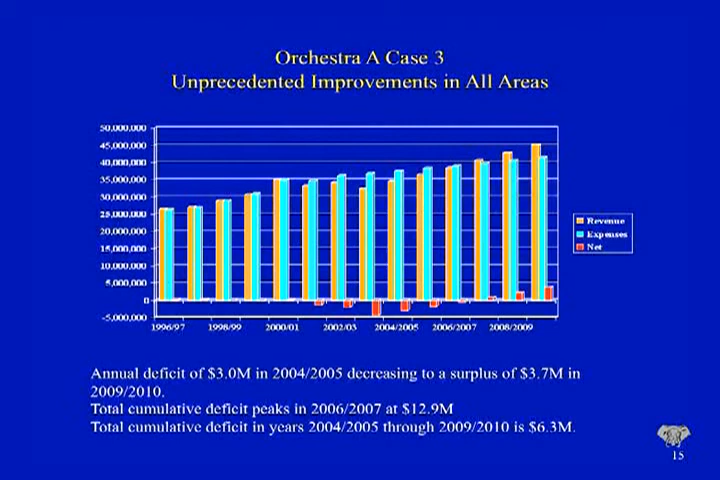 Orchestra A Case 3
Unprecedented Improvements in All Areas
50,000,000
45,000,000
40,000,000
35,000,000
30,000,000
25,000,000
20,000,000
15,000,000
10,000,000
5,000,000
0
-5,000,000
1996/97 1998/99 2000/01 2002/03 2004/2005 2006/2007 2008/2009
Revenue
Expenses
Net
Annual deficit of $3.0M in 2004/2005 decreasing to a surplus of $3.7M in
2009/2010.
Total cumulative deficit peaks in 2006/2007 at $12.9M
Total cumulative deficit in years 2004/2005 through 2009/2010 is $6.3M.
15